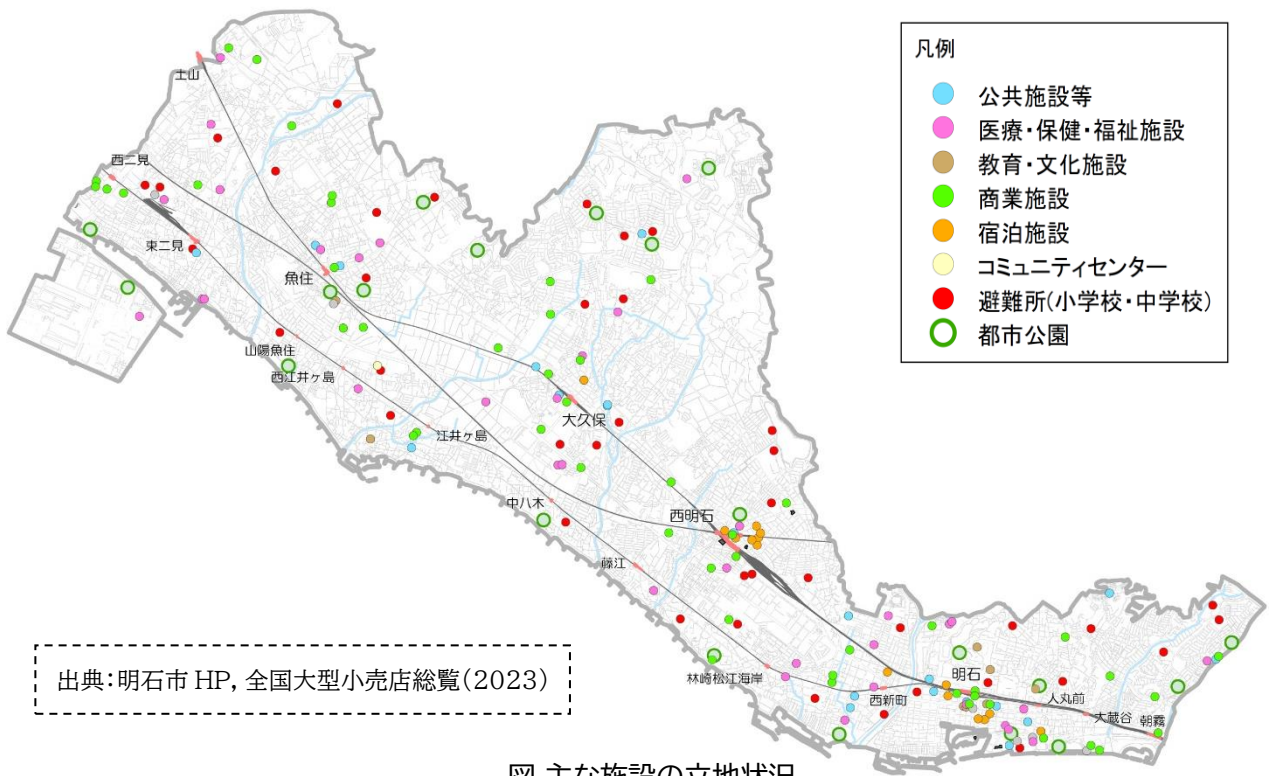 凡例
公共施設等
医療・保健・福祉施設
教育・文化施設
商業施設
宿泊施設
コミュニティセンター
避難所(小学校・中学校)
都市公園
土山
西二見
東二見
魚住
山陽魚住
西江井ヶ島
江井ヶ島
大久保
中八木
西明石
藤江
林崎松江海岸
西新町
明石
人丸前
大蔵谷
朝霧
出典:明石市 HP, 全国大型小売店総覧(2023)
図 主な施設の立地状況